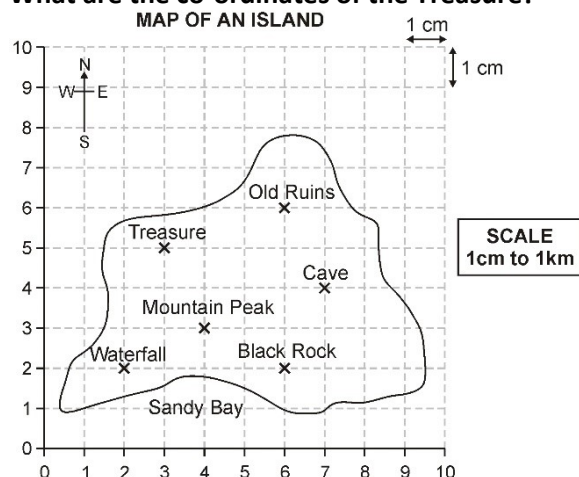 What are the co-ordinates of the Treasure?
MAP OF AN ISLAND
1 cm
1 cm
10
9
8
7
6
5
4
3
2
1
0
N
W E
S
Old Ruins
Treasure
Cave
Mountain Peak
Waterfall
Black Rock
Sandy Bay
SCALE
1cm to 1km
0 1 2 3 4 5 6 7 8 9 10